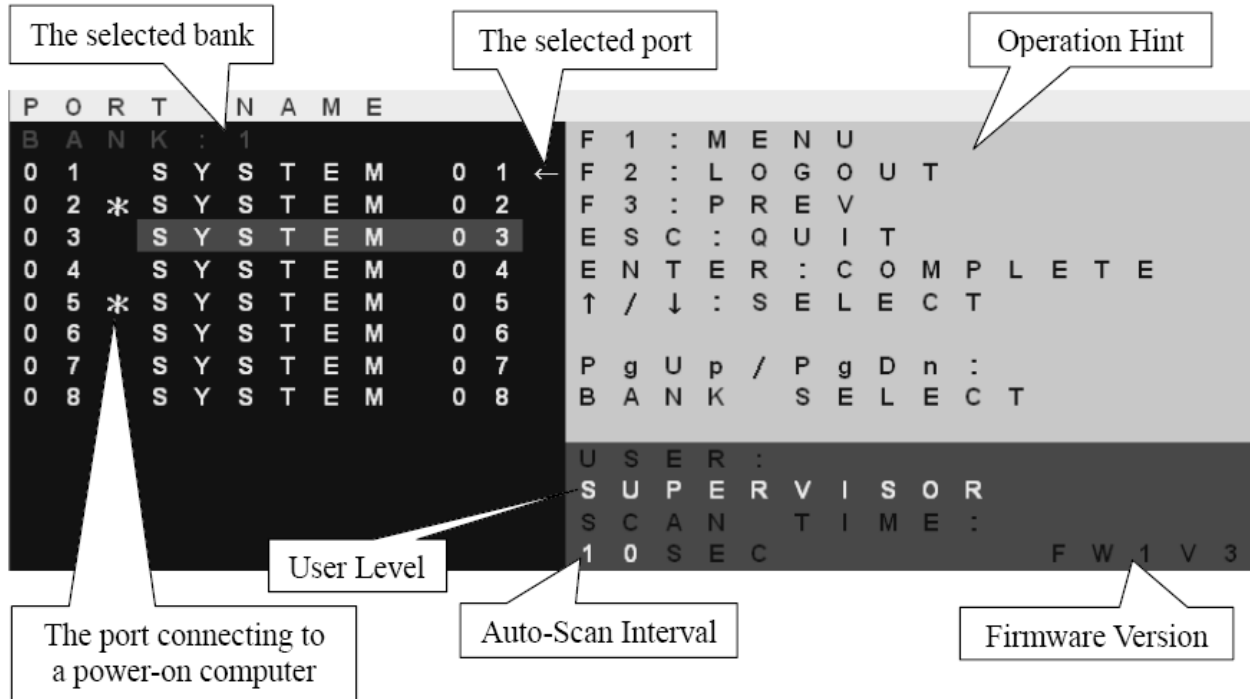 The selected bank
The selected port
Operation Hint
PORT NAME
BANK:1
01 SYSTEM 01 ←
02 * SYSTEM 02
03 SYSTEM 03
04 SYSTEM 04
05 * SYSTEM 05
06 SYSTEM 06
07 SYSTEM 07
08 SYSTEM 08
F1:MENU
F2:LOGOUT
F3:PREV
ESC:QUIT
ENTER:COMPLETE
↑/↓:SELECT
PgUp/PgDn:
BANK SELECT
USER:
SUPERVISOR
SCAN TIME:
10SEC FW1V3
User Level
The port connecting to
a power-on computer
Auto-Scan Interval
Firmware Version